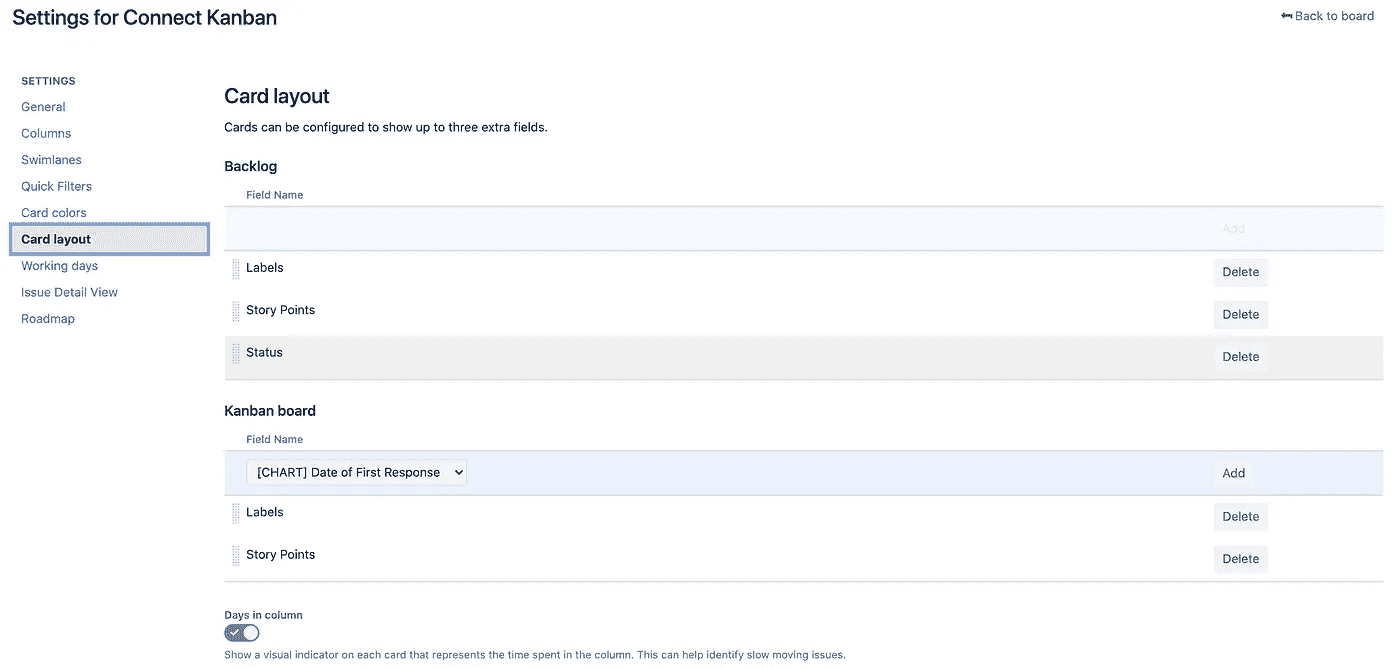 Settings for Connect Kanban
Back to board
SETTINGS
General
Columns
Swimlanes
Quick Filters
Card colors
Card layout
Working days
Issue Detail View
Roadmap
Card layout
Cards can be configured to show up to three extra fields.
Backlog
Field Name
Add
Labels Delete
Story Points Delete
Status Delete
Kanban board
Field Name
[CHART] Date of First Response Add
Labels Delete
Story Points Delete
Days in column
Show a visual indicator on each card that represents the time spent in the column. This can help identify slow moving issues.